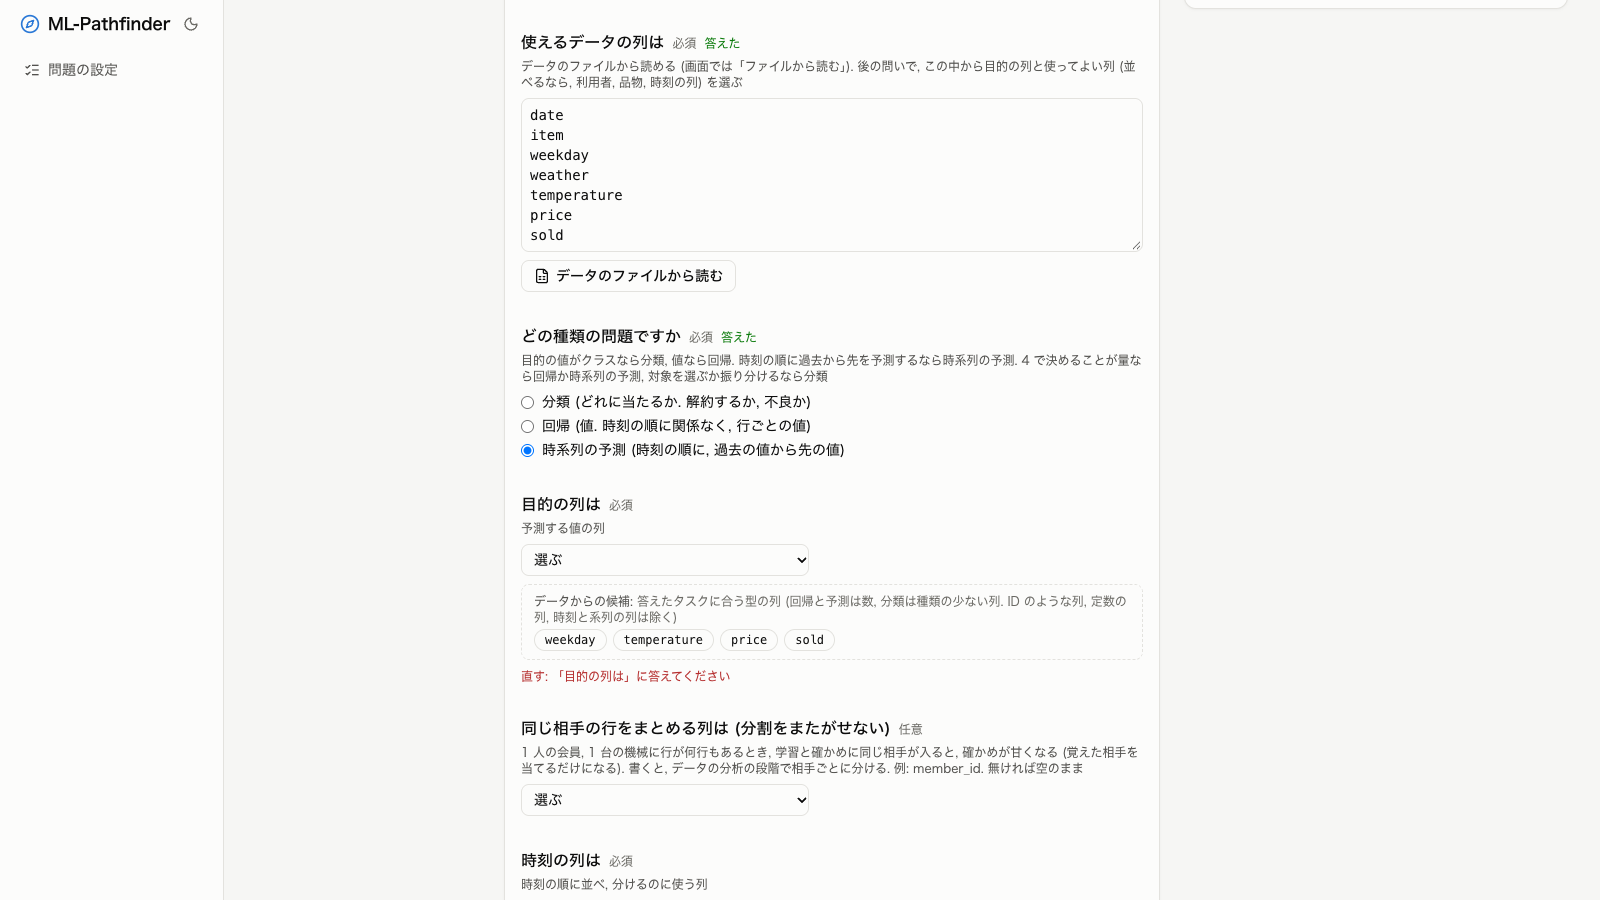 ML-Pathfinder
問題の設定
使えるデータの列は 必須 答えた
データのファイルから読める (画面では「ファイルから読む」). 後の問いで, この中から目的の列と使ってよい列 (並
べるなら, 利用者, 品物, 時刻の列) を選ぶ
date
item
weekday
weather
temperature
price
sold
データのファイルから読む
どの種類の問題ですか 必須 答えた
目的の値がクラスなら分類, 値なら回帰. 時刻の順に過去から先を予測するなら時系列の予測. 4 で決めることが量な
ら回帰か時系列の予測, 対象を選ぶか振り分けるなら分類
分類 (どれに当たるか. 解約するか, 不良か)
回帰 (値. 時刻の順に関係なく, 行ごとの値)
時系列の予測 (時刻の順に, 過去の値から先の値)
目的の列は 必須
予測する値の列
選ぶ
データからの候補: 答えたタスクに合う型の列 (回帰と予測は数, 分類は種類の少ない列. ID のような列, 定数の
列, 時刻と系列の列は除く)
weekday temperature price sold
直す: 「目的の列は」に答えてください
同じ相手の行をまとめる列は (分割をまたがせない) 任意
1 人の会員, 1 台の機械に行が何行もあるとき, 学習と確かめに同じ相手が入ると, 確かめが甘くなる (覚えた相手を
当てるだけになる). 書くと, データの分析の段階で相手ごとに分ける. 例: member_id. 無ければ空のまま
選ぶ
時刻の列は 必須
時刻の順に並べ, 分けるのに使う列